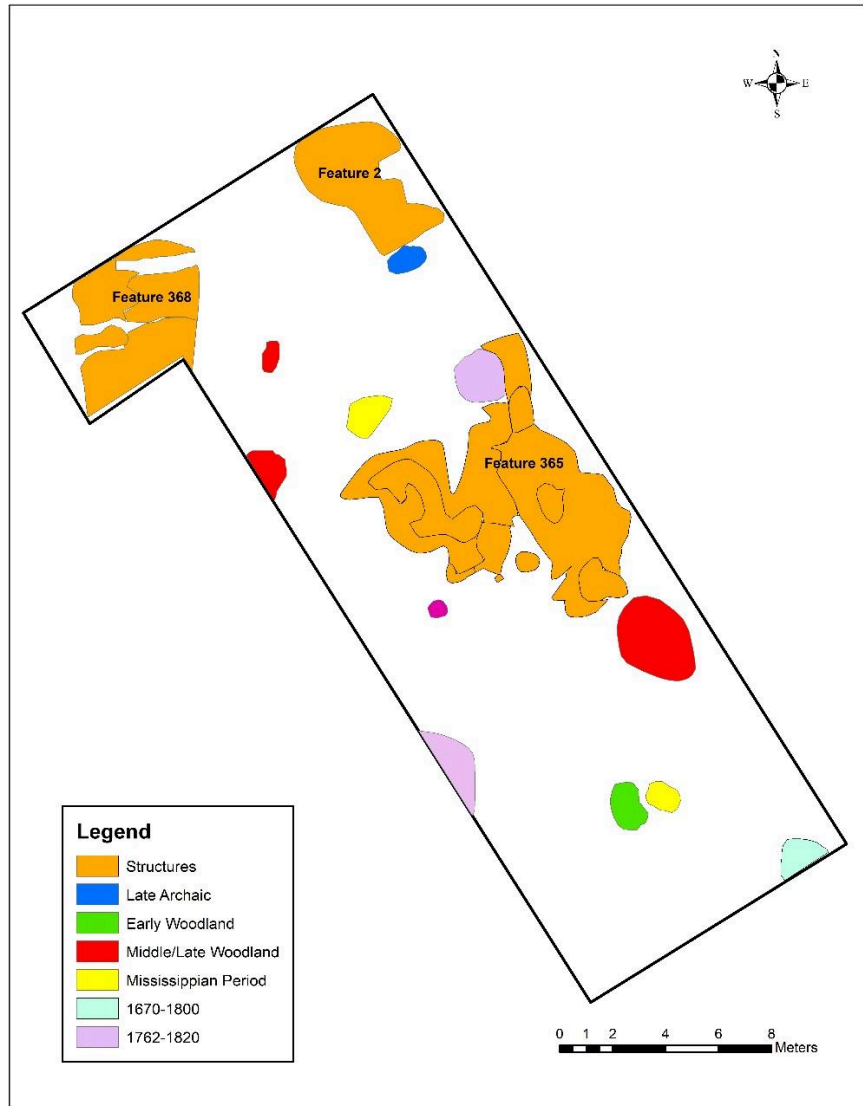 N
W E
S
Feature 2
Feature 368
Feature 365
Legend
Structures
Late Archaic
Early Woodland
Middle/Late Woodland
Mississippian Period
1670-1800
1762-1820
0 1 2 4 6 8
Meters